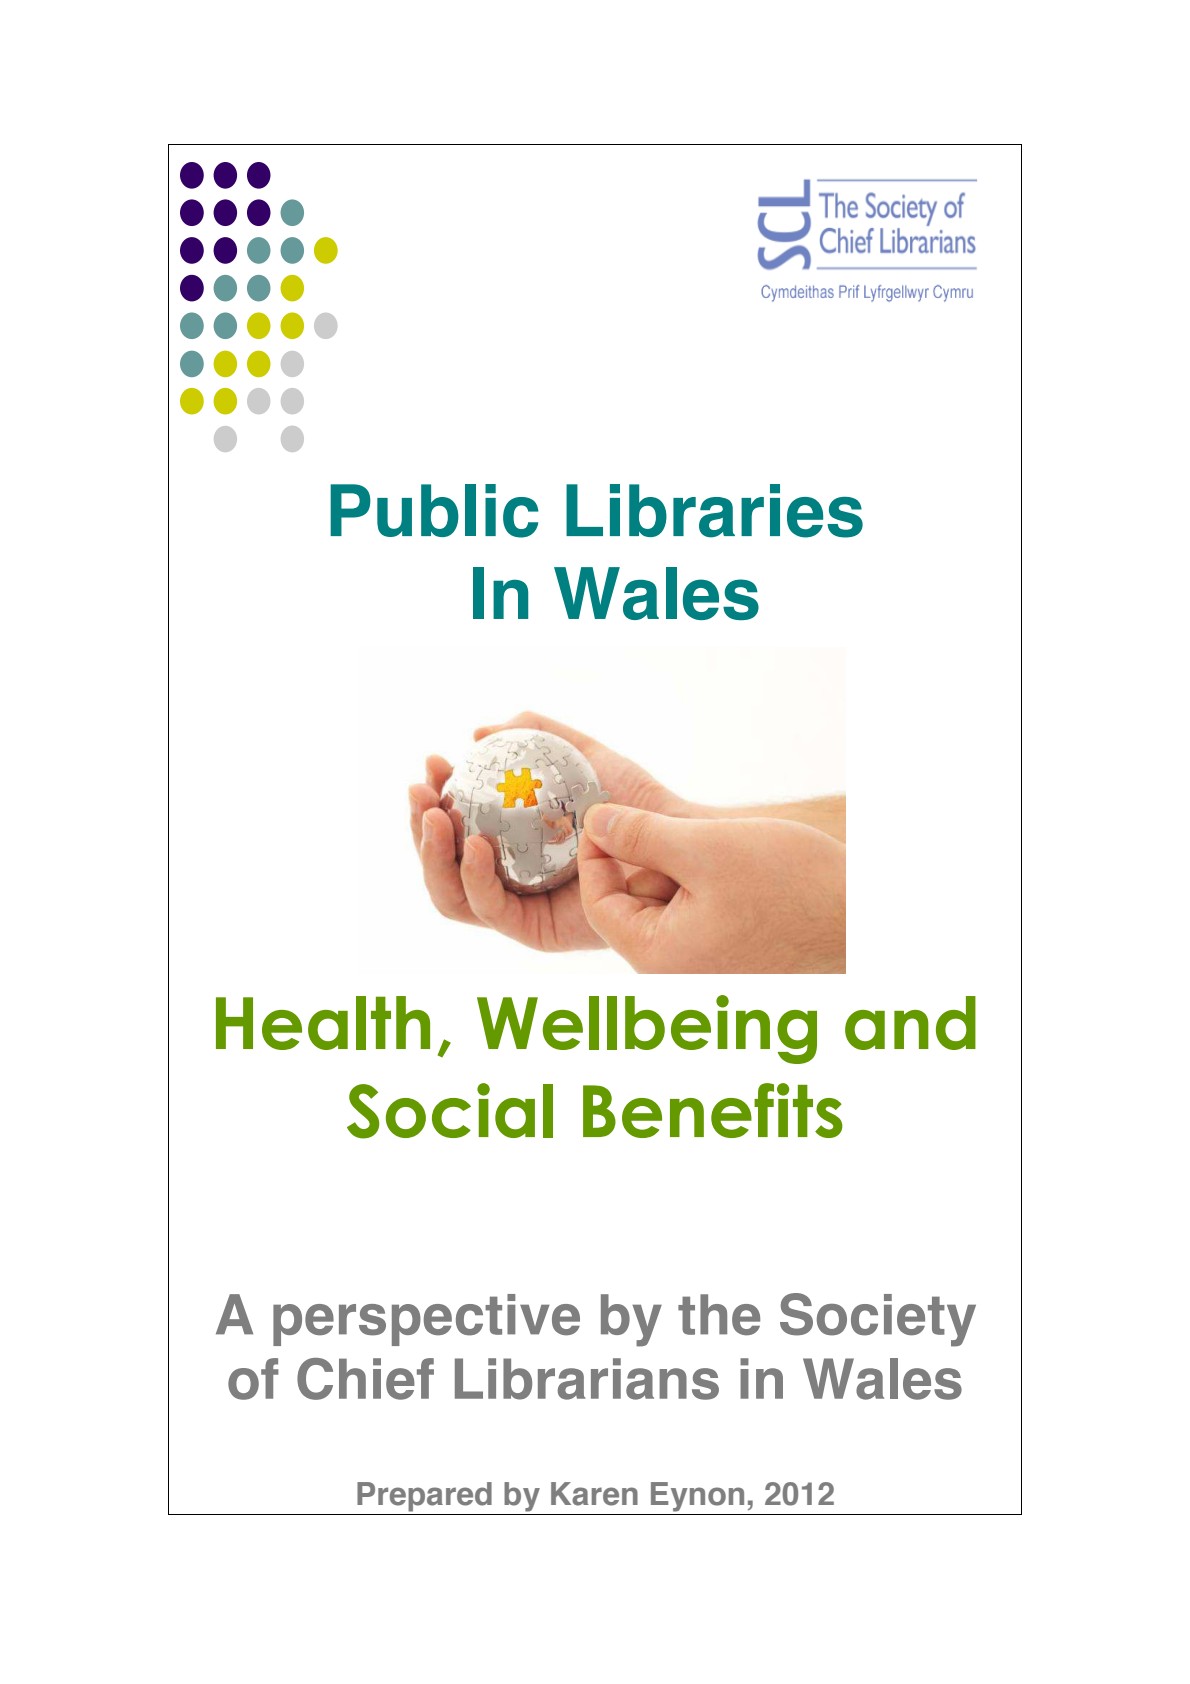 SCL
The Society of
Chief Librarians
Cymdeithas Prif Lyfrgellwyr Cymru
Public Libraries
In Wales
Health, Wellbeing and
Social Benefits
A perspective by the Society
of Chief Librarians in Wales
Prepared by Karen Eynon, 2012